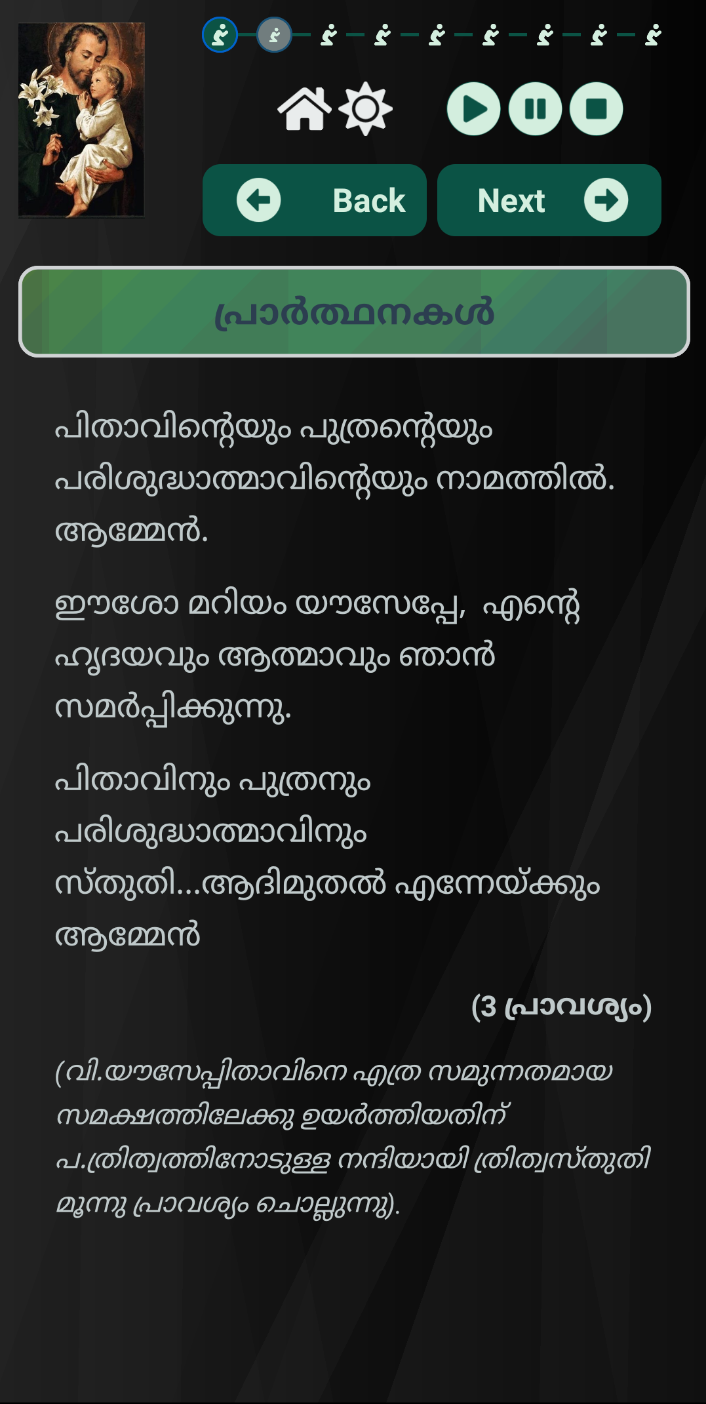 Back
Next
പ്രാർത്ഥനകൾ
പിതാവിന്റെയും പുത്രന്റെയും
പരിശുദ്ധാത്മാവിന്റെയും നാമത്തിൽ.
ആമ്മേൻ.
ഈശോ മറിയം യൗസേപ്പേ, എന്റെ
ഹൃദയവും ആത്മാവും ഞാൻ
സമർപ്പിക്കുന്നു.
പിതാവിനും പുത്രനും
പരിശുദ്ധാത്മാവിനും
സ്തുതി...ആദിമുതൽ എന്നേയ്ക്കും
ആമ്മേൻ
(3 പ്രാവശ്യം)
(വി.യൗസേപ്പിതാവിനെ എത്ര സമുന്നതമായ
സമക്ഷത്തിലേക്കു ഉയർത്തിയതിന്
പ.ത്രിത്വത്തിനോടുള്ള നന്ദിയായി ത്രിത്വസ്തുതി
മൂന്നു പ്രാവശ്യം ചൊല്ലുന്നു).